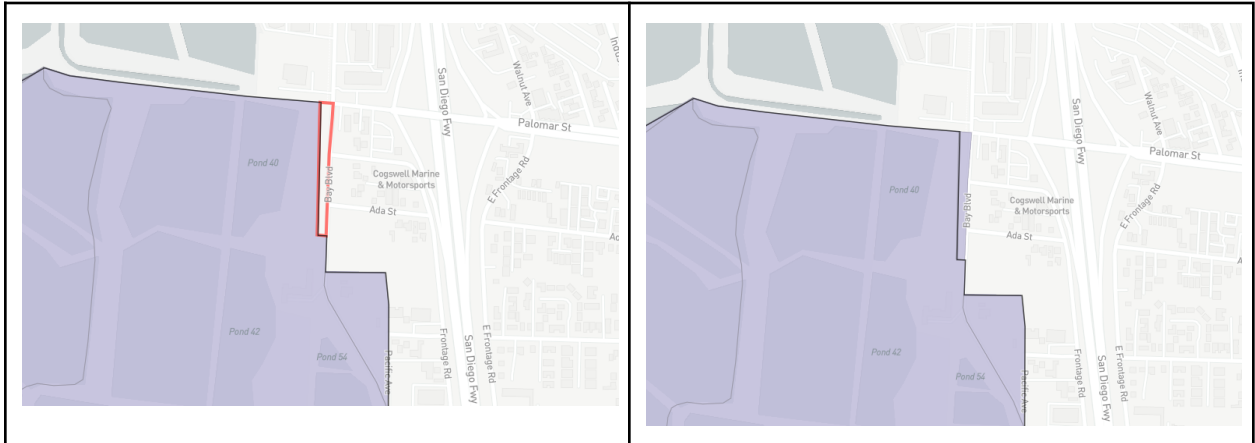 Indus
San Diego Fwy
Walnut Ave
Palomar St
Pond 40
Bay Blvd
Cogswell Marine
& Motorsports
E Frontage Rd
Ada St
Ad
Pond 42
Pond 54
Pacific Ave
Frontage Rd
San Diego Fwy
E Frontage Rd
In
San Diego Fwy
Walnut Ave
Palomar St
Pond 40
Bay Blvd
Cogswell Marine
& Motorsports
E Frontage Rd
Ada St
A
Pond 42
Pond 54
Pacific Ave
Frontage Rd
San Diego Fwy
E Frontage Rd